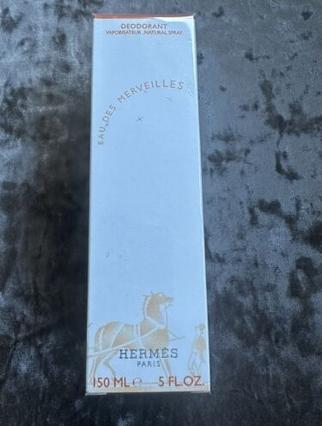 DEODORANT
VAPORISATEUR .NATURAL SPRAY
EAU DES MERVEILLES
HERMÈS
PARIS
150 ML ℮ 5 FL.OZ.